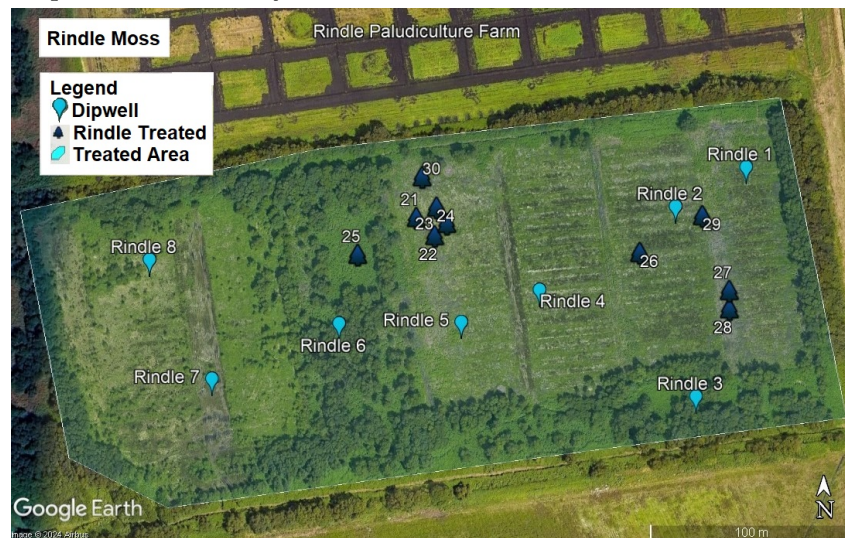 Rindle Moss
Rindle Paludiculture Farm
Legend
Dipwell
Rindle Treated
Treated Area
Rindle 1
30
Rindle 2
21
24
23
29
22
25
Rindle 8
26
27
Rindle 4
28
Rindle 5
Rindle 6
Rindle 7
Rindle 3
Google Earth
Image © 2024 Airbus
N
100 m